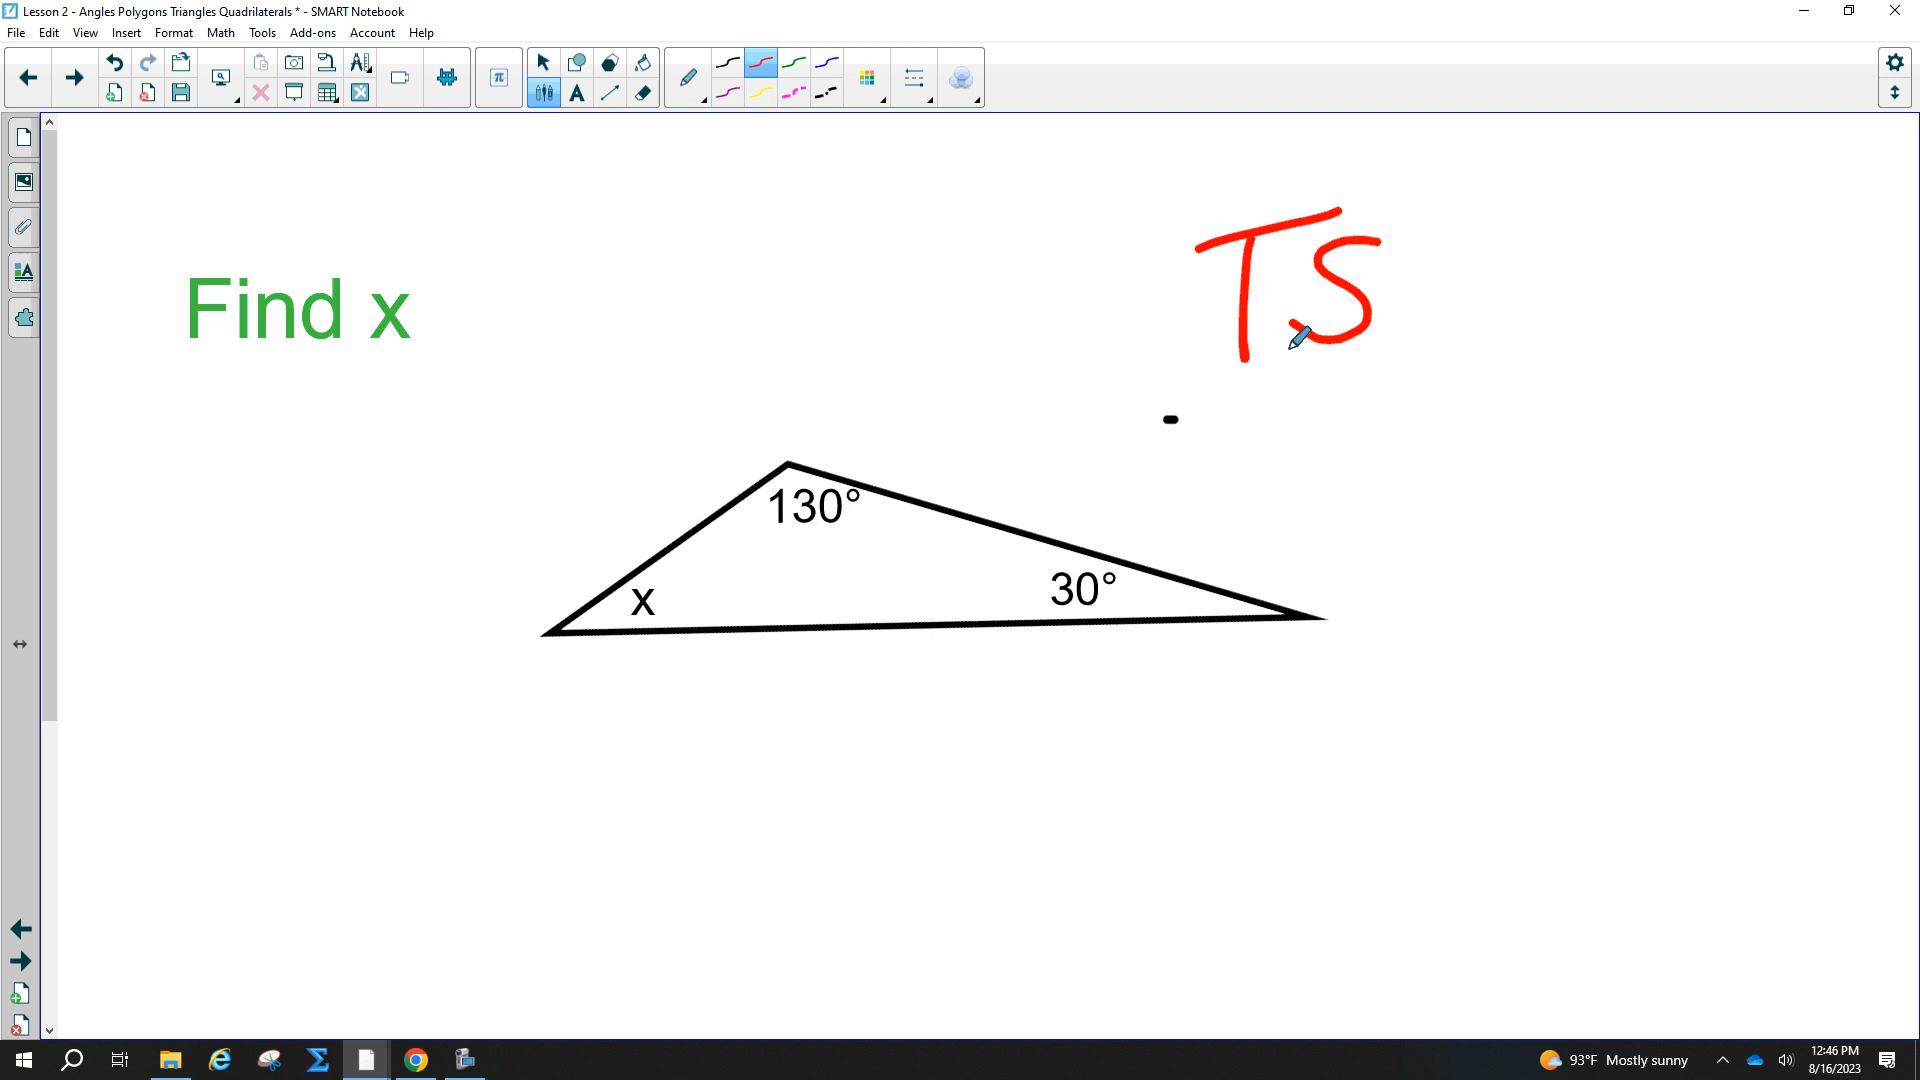 Lesson 2 - Angles Polygons Triangles Quadrilaterals * - SMART Notebook
File Edit View Insert Format Math Tools Add-ons Account Help
π
A
A
TS
Find x
130°
30°
x
93°F Mostly sunny
12:46 PM
8/16/2023